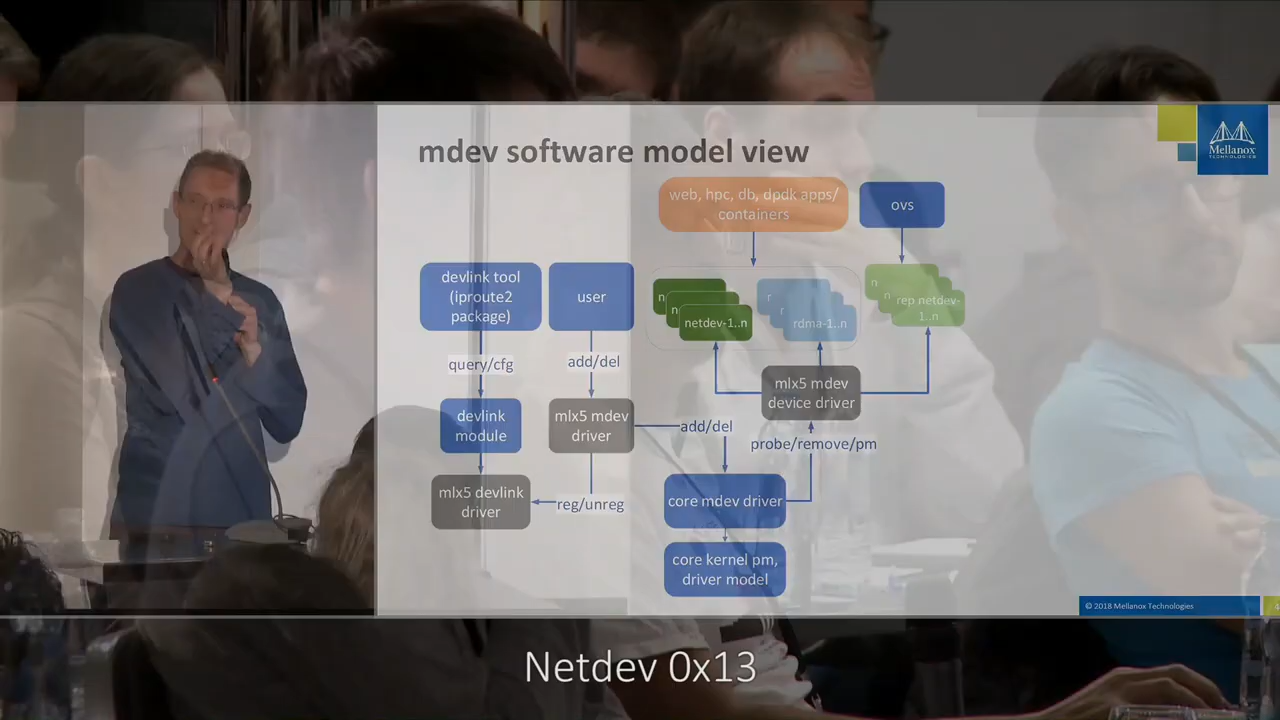 mdev software model view
Mellanox
TECHNOLOGIES
web, hpc, db, dpdk apps/
containers
ovs
devlink tool
(iproute2
package)
user
n
n
netdev-1..n
r
r
rdma-1..n
n
n
rep netdev-
1..n
query/cfg
add/del
mlx5 mdev
device driver
devlink
module
mlx5 mdev
driver
add/del
probe/remove/pm
mlx5 devlink
driver
reg/unreg
core mdev driver
core kernel pm,
driver model
© 2018 Mellanox Technologies
4
Netdev 0x13